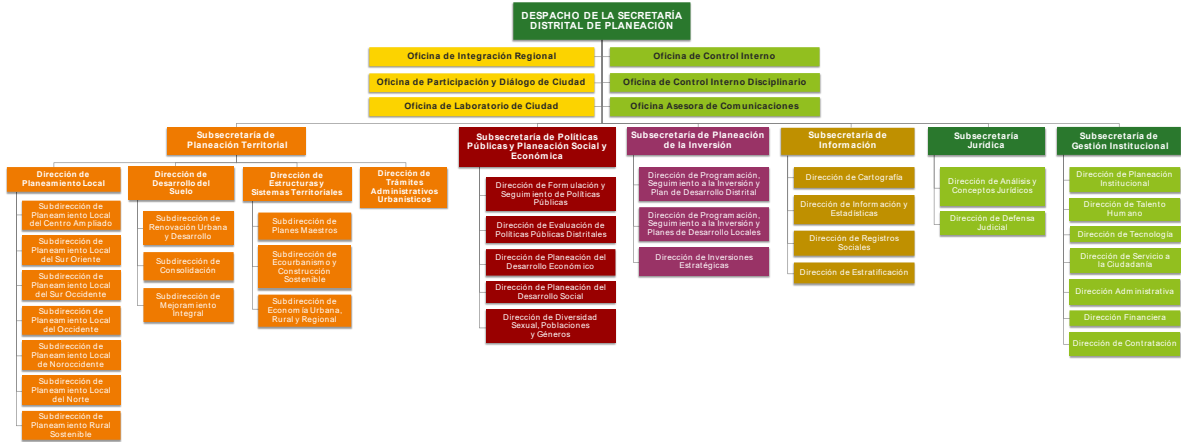 DESPACHO DE LA SECRETARÍA
DISTRITAL DE PLANEACIÓN
Oficina de Integración Regional
Oficina de Control Interno
Oficina de Participación y Diálogo de Ciudad
Oficina de Control Interno Disciplinario
Oficina de Laboratorio de Ciudad
Oficina Asesora de Comunicaciones
Subsecretaría de
Planeación Territorial
Dirección de
Planeamiento Local
Subdirección de
Planeamiento Local
del Centro Ampliado
Subdirección de
Planeamiento Local
del Sur Oriente
Subdirección de
Planeamiento Local
del Sur Occidente
Subdirección de
Planeamiento Local
del Occidente
Subdirección de
Planeamiento Local
de Noroccidente
Subdirección de
Planeamiento Local
del Norte
Subdirección de
Planeamiento Rural
Sostenible
Dirección de
Desarrollo del
Suelo
Subdirección de
Renovación Urbana
y Desarrollo
Subdirección de
Consolidación
Subdirección de
Mejoramiento
Integral
Dirección de
Estructuras y
Sistemas Territoriales
Subdirección de
Planes Maestros
Subdirección de
Ecourbanismo y
Construcción
Sostenible
Subdirección de
Economía Urbana,
Rural y Regional
Dirección de
Trámites
Administrativos
Urbanísticos
Subsecretaría de Políticas
Públicas y Planeación Social y
Económica
Dirección de Formulación y
Seguimiento de Políticas
Públicas
Dirección de Evaluación de
Políticas Públicas Distritales
Dirección de Planeación del
Desarrollo Económico
Dirección de Planeación del
Desarrollo Social
Dirección de Diversidad
Sexual, Poblaciones
y Géneros
Subsecretaría de Planeación
de la Inversión
Dirección de Programación,
Seguimiento a la Inversión y
Plan de Desarrollo Distrital
Dirección de Programación,
Seguimiento a la Inversión y
Planes de Desarrollo Locales
Dirección de Inversiones
Estratégicas
Subsecretaría de
Información
Dirección de Cartografía
Dirección de Información y
Estadísticas
Dirección de Registros
Sociales
Dirección de Estratificación
Subsecretaría
Jurídica
Dirección de Análisis y
Conceptos Jurídicos
Dirección de Defensa
Judicial
Subsecretaría de
Gestión Institucional
Dirección de Planeación
Institucional
Dirección de Talento
Humano
Dirección de Tecnología
Dirección de Servicio a
la Ciudadanía
Dirección Administrativa
Dirección Financiera
Dirección de Contratación